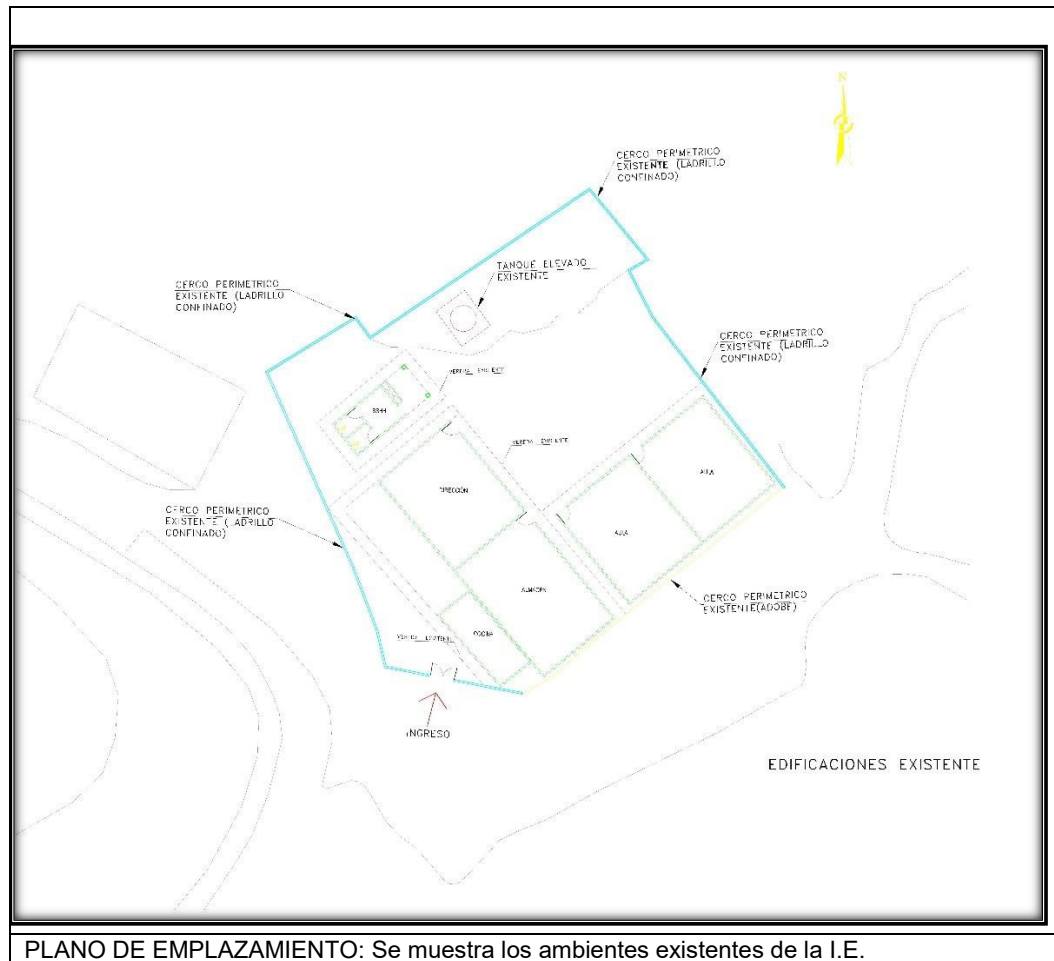 N
CERCO PERIMETRICO
EXISTENTE (LADRILLO
CONFINADO)
TANQUE ELEVADO
EXISTENTE
CERCO PERIMETRICO
EXISTENTE (LADRILLO
CONFINADO)
CERCO PERIMETRICO
EXISTENTE (LADRILLO
CONFINADO)
SSHH
DIRECCION
AULA
AULA
CERCO PERIMETRICO
EXISTENTE (LADRILLO
CONFINADO)
ALMACEN
CERCO PERIMETRICO
EXISTENTE(ADOBE)
COCINA
INGRESO
EDIFICACIONES EXISTENTE
PLANO DE EMPLAZAMIENTO: Se muestra los ambientes existentes de la I.E.